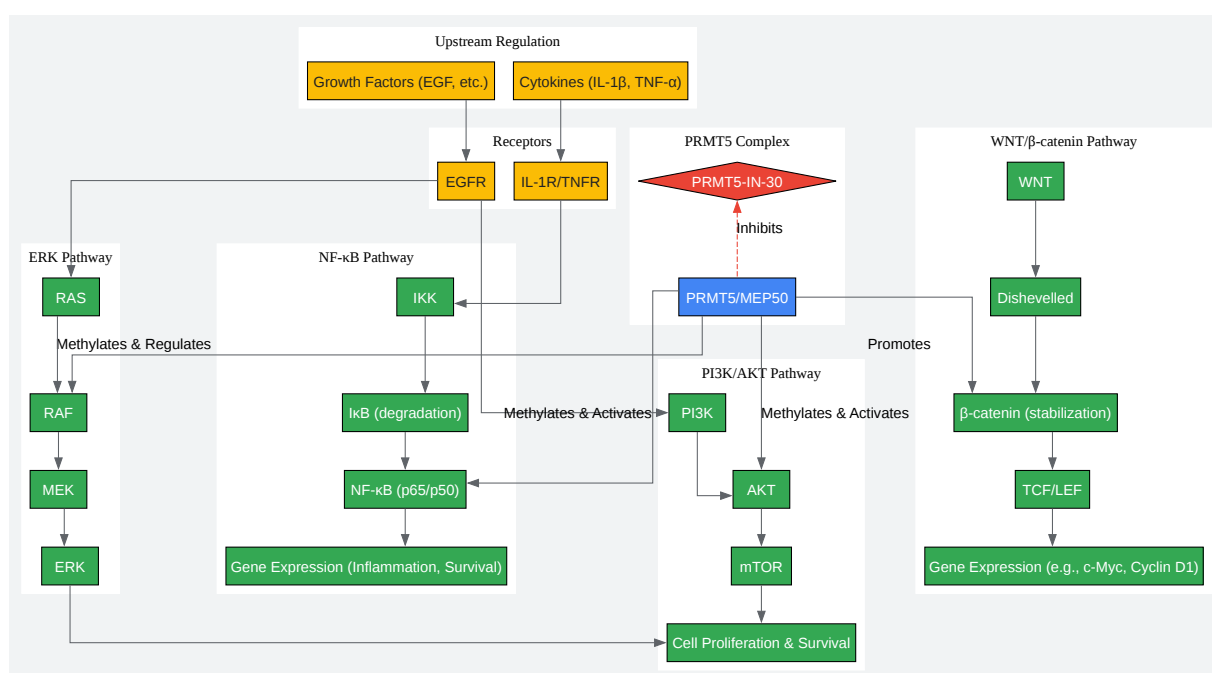 Upstream Regulation
Growth Factors (EGF, etc.)
Cytokines (IL-1β, TNF-α)
Receptors
PRMT5 Complex
WNT/β-catenin Pathway
EGFR
IL-1R/TNFR
PRMT5-IN-30
WNT
Inhibits
ERK Pathway
NF-κB Pathway
RAS
IKK
PRMT5/MEP50
Dishevelled
Methylates & Regulates
Promotes
PI3K/AKT Pathway
RAF
IκB (degradation)
Methylates & Activates
PI3K
Methylates & Activates
β-catenin (stabilization)
MEK
NF-κB (p65/p50)
AKT
TCF/LEF
ERK
Gene Expression (Inflammation, Survival)
mTOR
Gene Expression (e.g., c-Myc, Cyclin D1)
Cell Proliferation & Survival